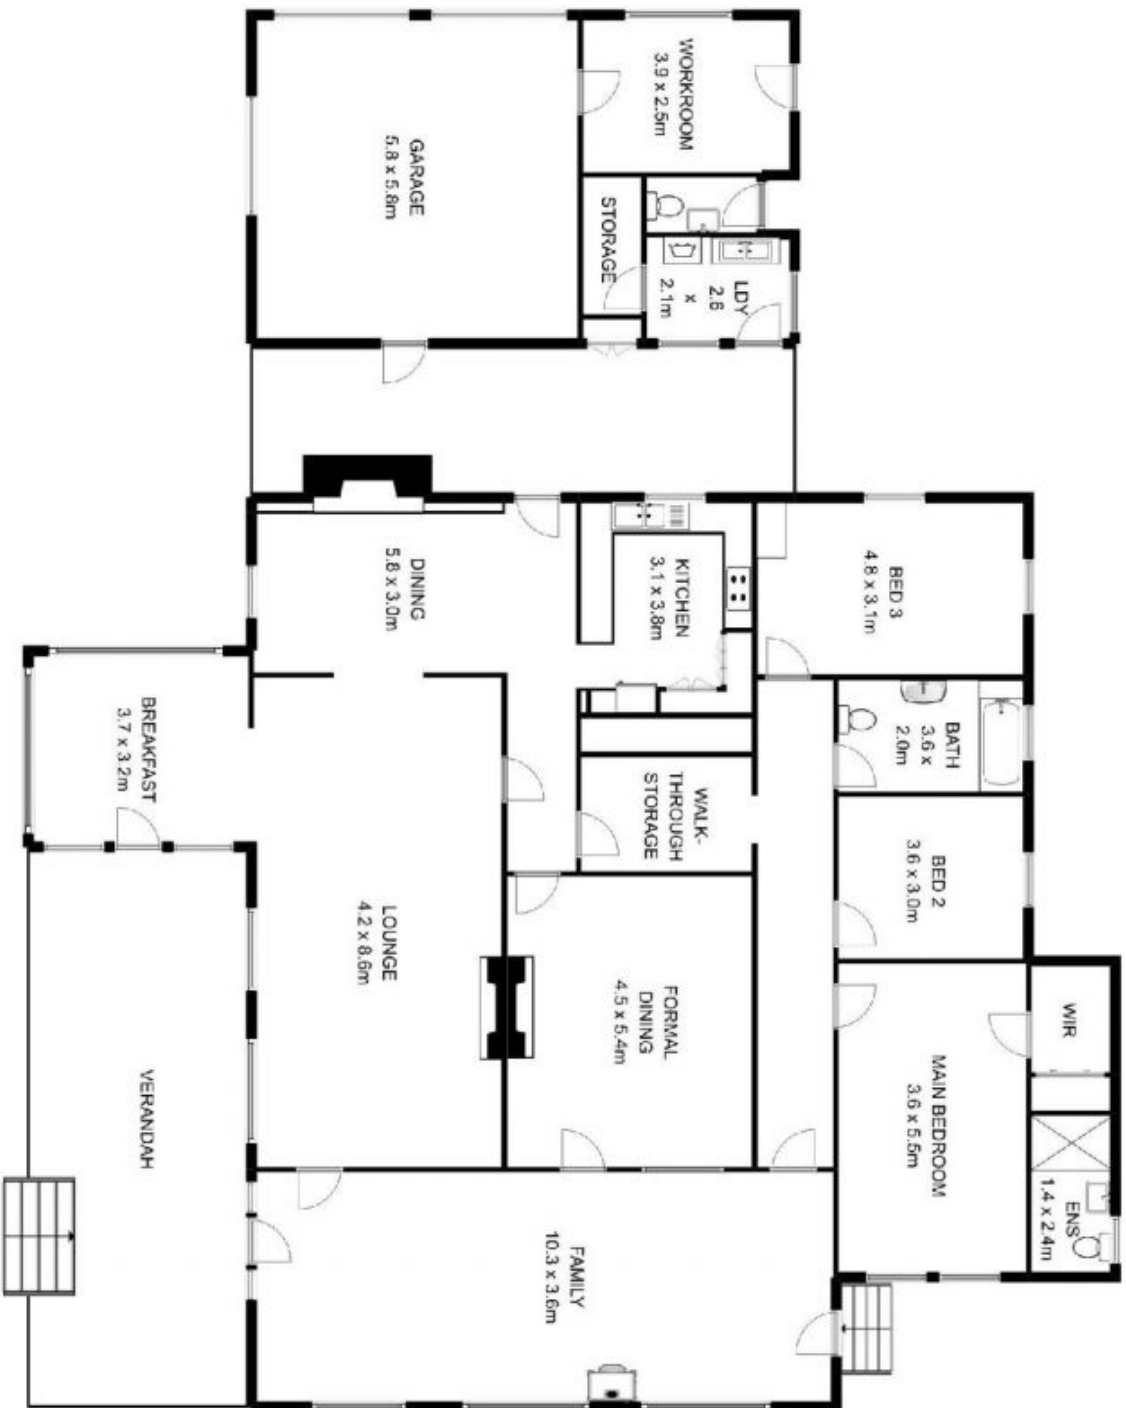 WORKROOM
3.9 x 2.5m
GARAGE
5.8 x 5.8m
STORAGE
LDY
2.6
x
2.1m
DINING
5.8 x 3.0m
KITCHEN
3.1 x 3.8m
BED 3
4.8 x 3.1m
BREAKFAST
3.7 x 3.2m
BATH
3.6 x
2.0m
WALK-
THROUGH
STORAGE
BED 2
3.6 x 3.0m
LOUNGE
4.2 x 8.6m
FORMAL
DINING
4.5 x 5.4m
WIR
MAIN BEDROOM
3.6 x 5.5m
VERANDAH
ENS
1.4 x 2.4m
FAMILY
10.3 x 3.6m